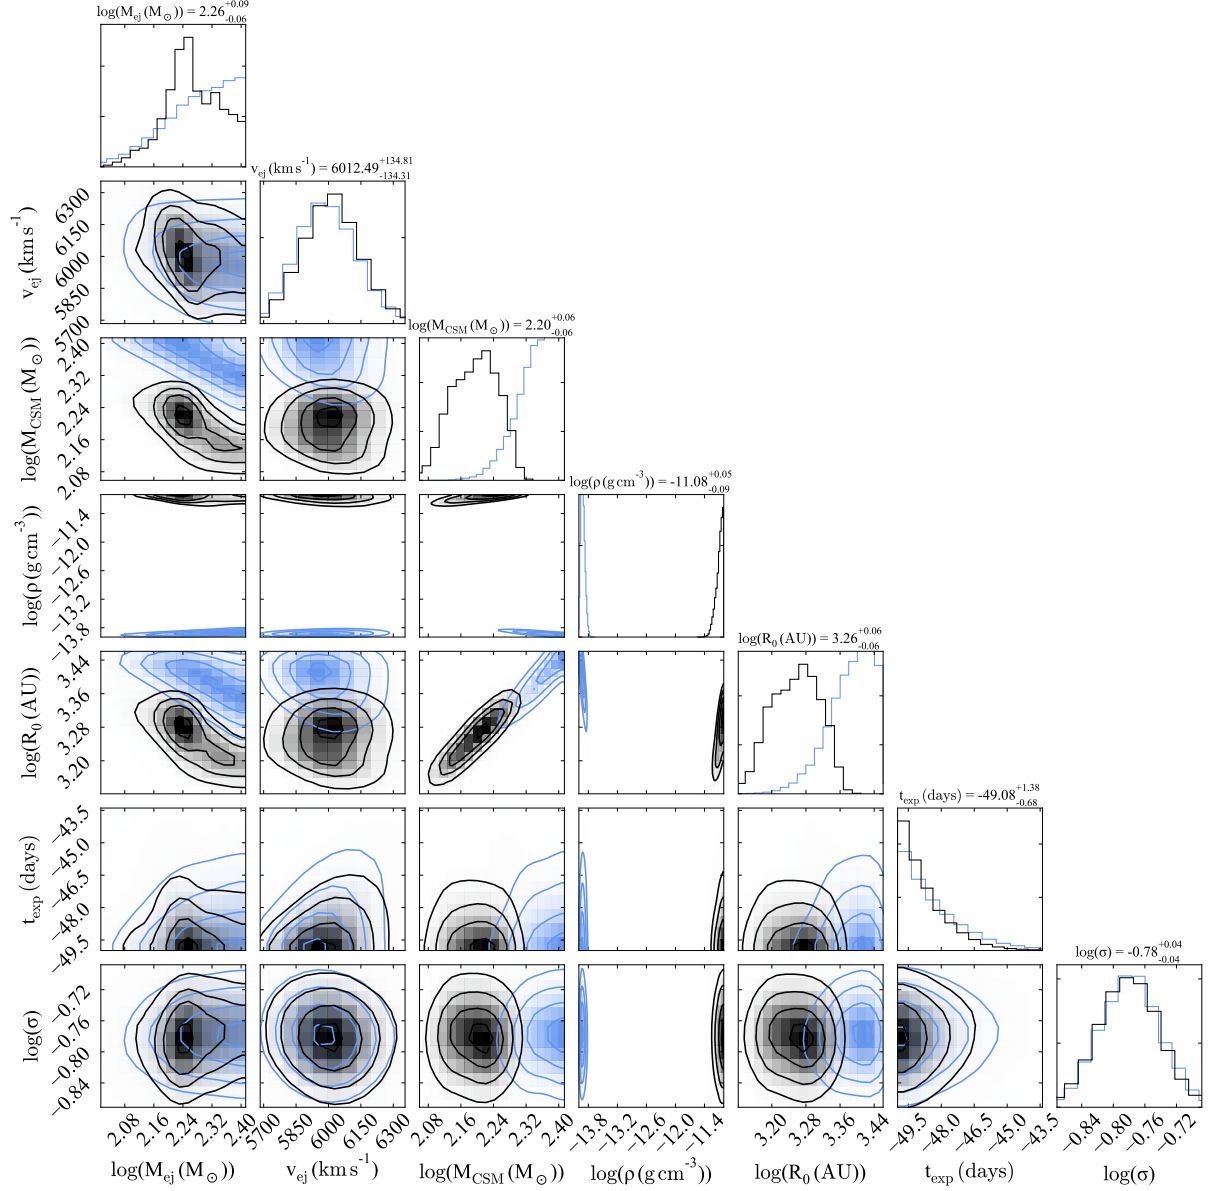 log(M_ej (M_⊙)) = 2.26 +0.09 -0.06
v_ej (km s^-1) = 6012.49 +134.81 -134.31
6300
6150
6000
5850
5700
v_ej (km s^-1)
log(M_CSM (M_⊙)) = 2.20 +0.06 -0.06
2.40
2.32
2.24
2.16
2.08
log(M_CSM (M_⊙))
log(ρ (g cm^-3)) = -11.08 +0.05 -0.09
−11.4
−12.0
−12.6
−13.2
−13.8
log(ρ (g cm^-3))
log(R_0 (AU)) = 3.26 +0.06 -0.06
3.44
3.36
3.28
3.20
log(R_0 (AU))
t_exp (days) = -49.08 +1.38 -0.68
−43.5
−45.0
−46.5
−48.0
−49.5
t_exp (days)
log(σ) = -0.78 +0.04 -0.04
−0.72
−0.76
−0.80
−0.84
log(σ)
2.08 2.16 2.24 2.32 2.40
5700 5850 6000 6150 6300
2.08 2.16 2.24 2.32 2.40
−13.8 −13.2 −12.6 −12.0 −11.4
3.20 3.28 3.36 3.44
−49.5 −48.0 −46.5 −45.0 −43.5
−0.84 −0.80 −0.76 −0.72
log(M_ej (M_⊙)) v_ej (km s^-1) log(M_CSM (M_⊙)) log(ρ (g cm^-3)) log(R_0 (AU)) t_exp (days) log(σ)